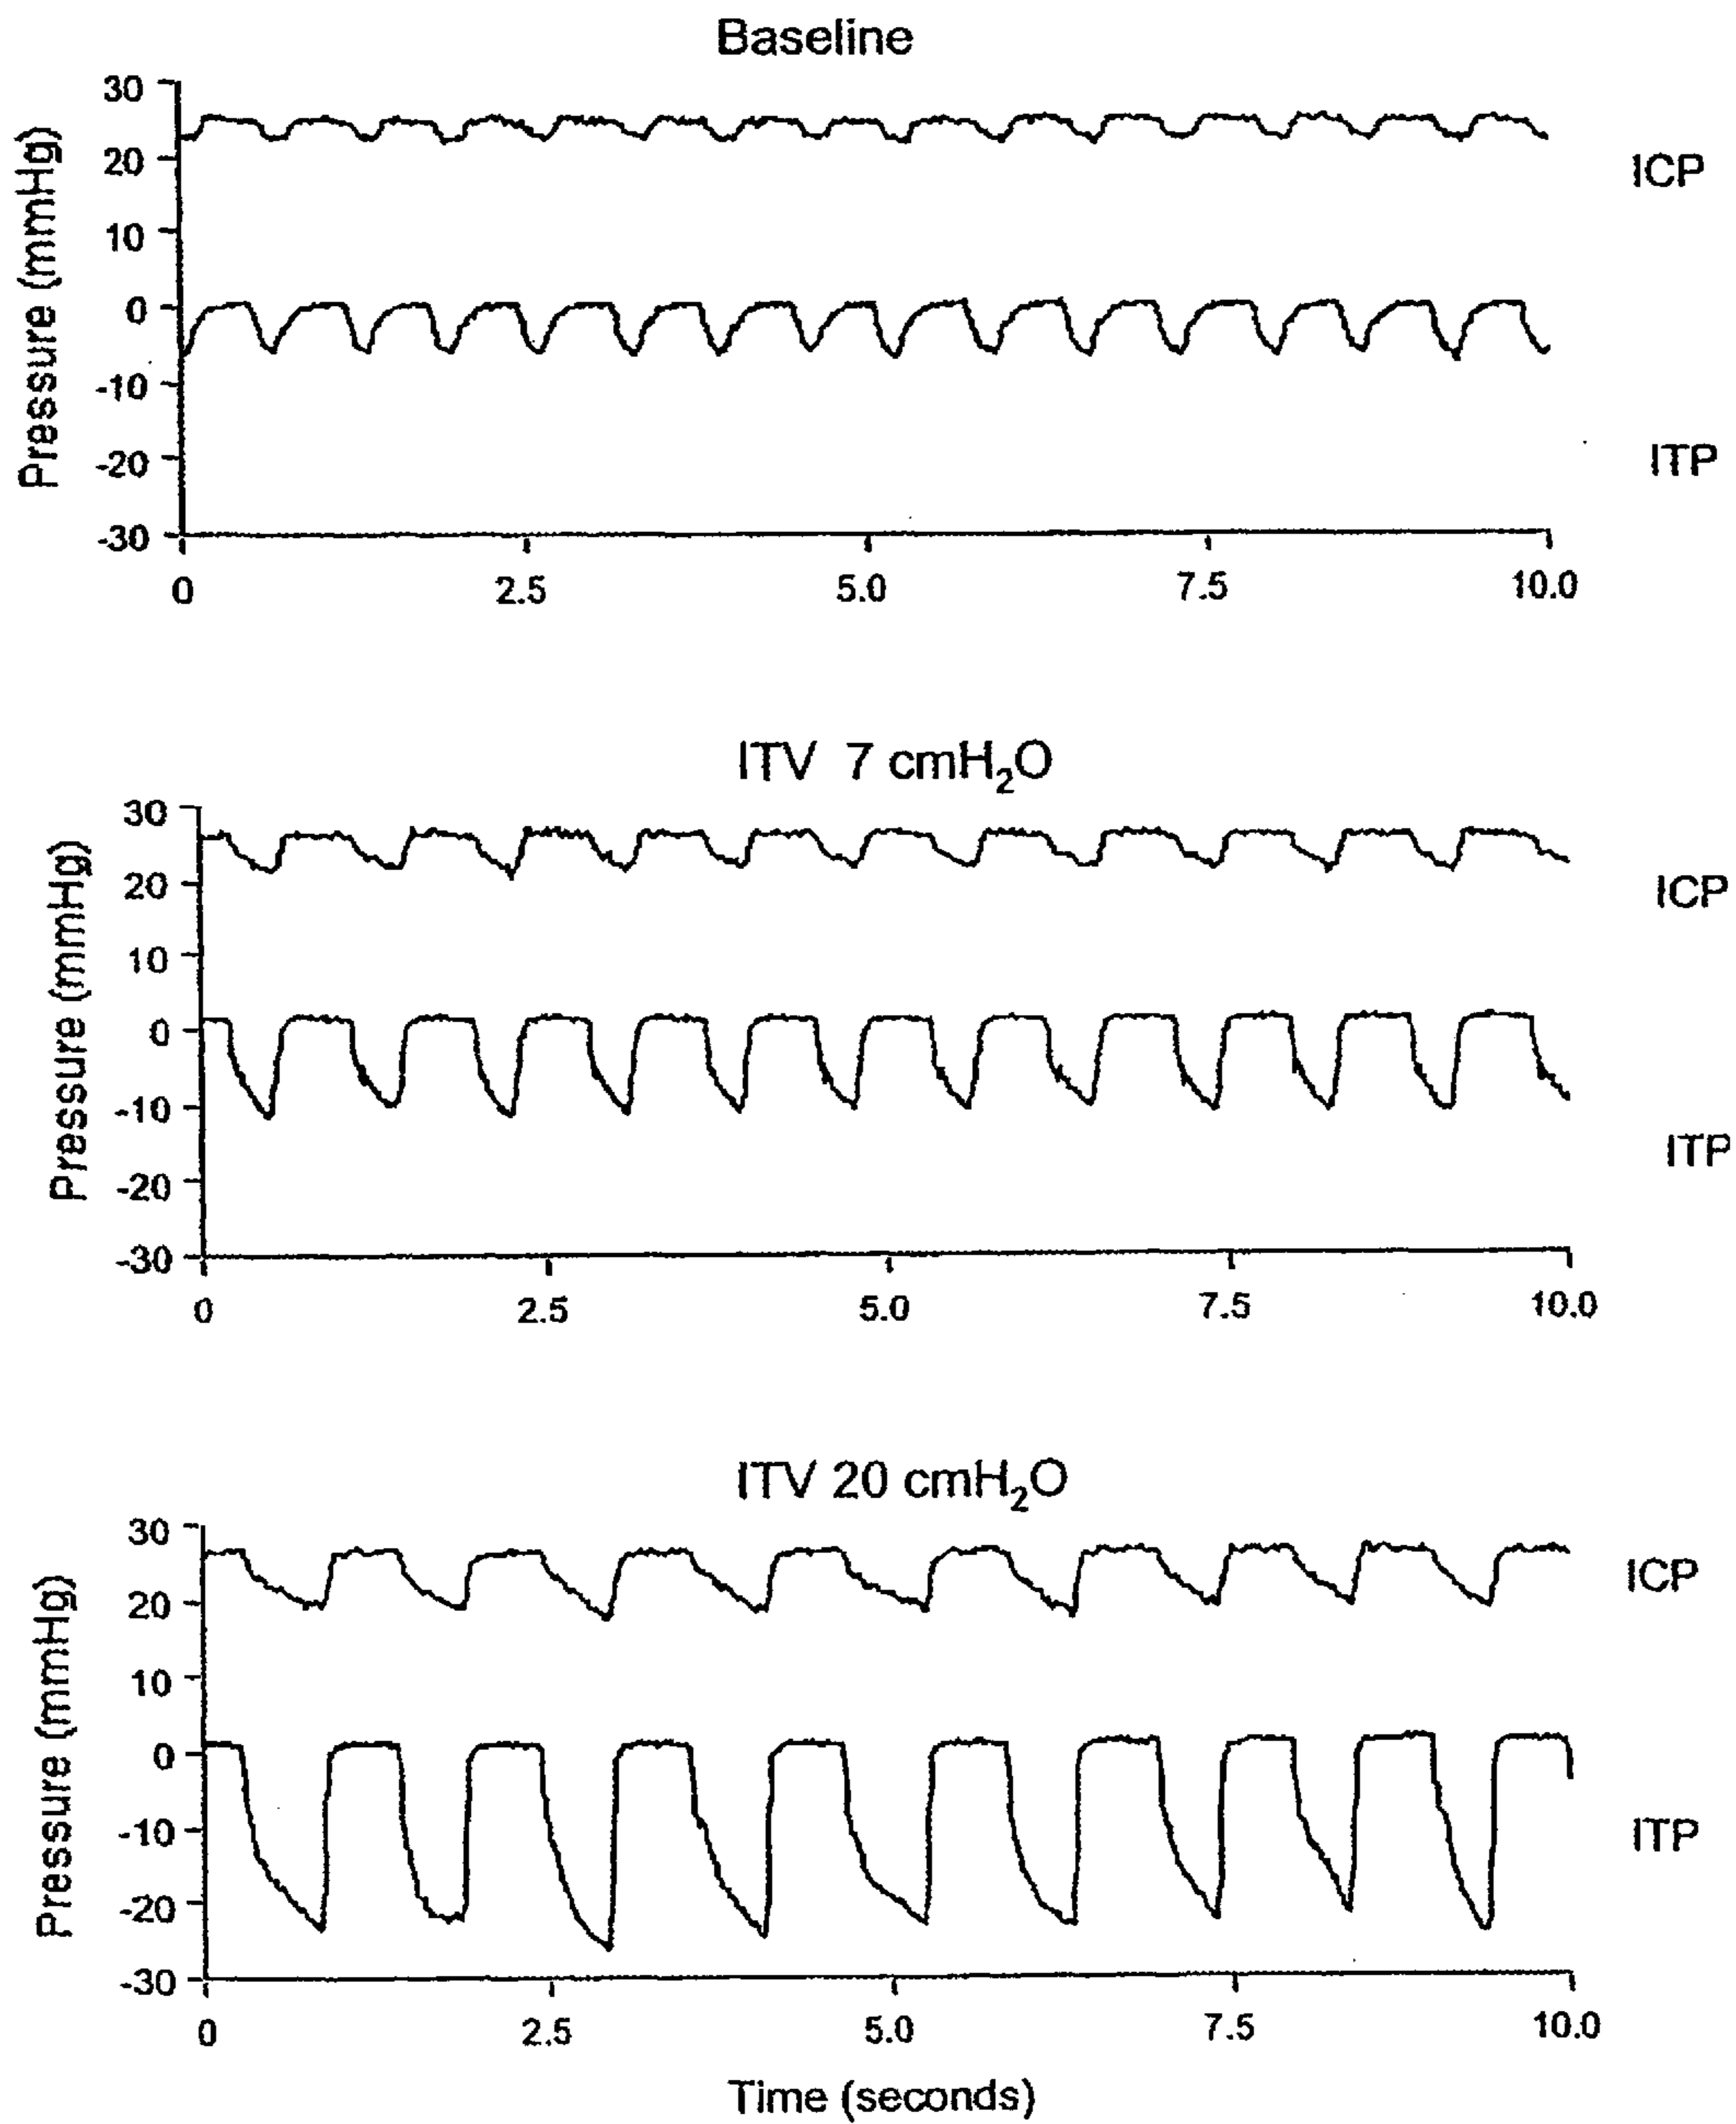 Baseline
Pressure (mmHg)
30
20
10
0
-10
-20
-30
ICP
ITP
0 2.5 5.0 7.5 10.0
ITV 7 cmH₂O
Pressure (mmHg)
30
20
10
0
-10
-20
-30
ICP
ITP
0 2.5 5.0 7.5 10.0
ITV 20 cmH₂O
Pressure (mmHg)
30
20
10
0
-10
-20
-30
ICP
ITP
0 2.5 5.0 7.5 10.0
Time (seconds)